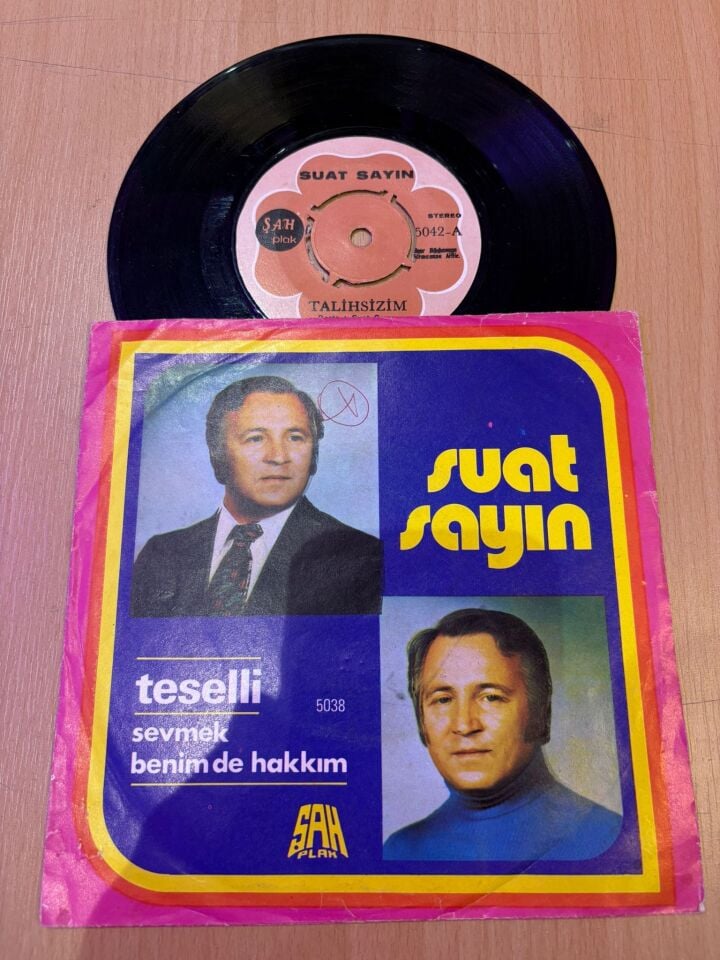 SUAT SAYIN
STEREO
ŞAH
plak
5042-A
TALİHSİZİM
suat
sayın
teselli
5038
sevmek
benim de hakkım
ŞAH
PLAK